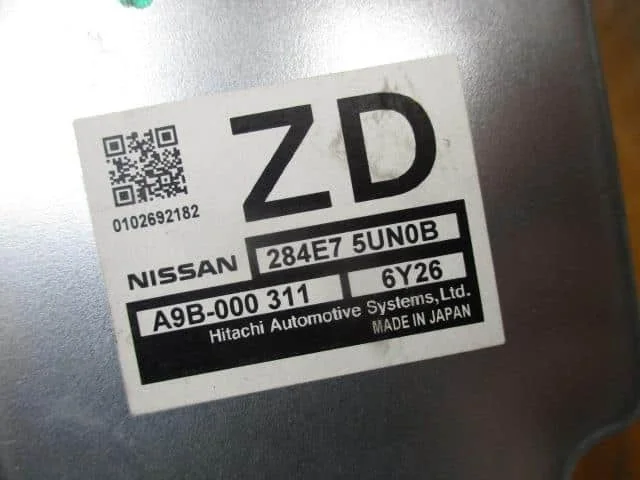 ZD
0102692182
NISSAN 284E7 5UN0B
A9B-000 311 6Y26
Hitachi Automotive Systems,Ltd.
MADE IN JAPAN